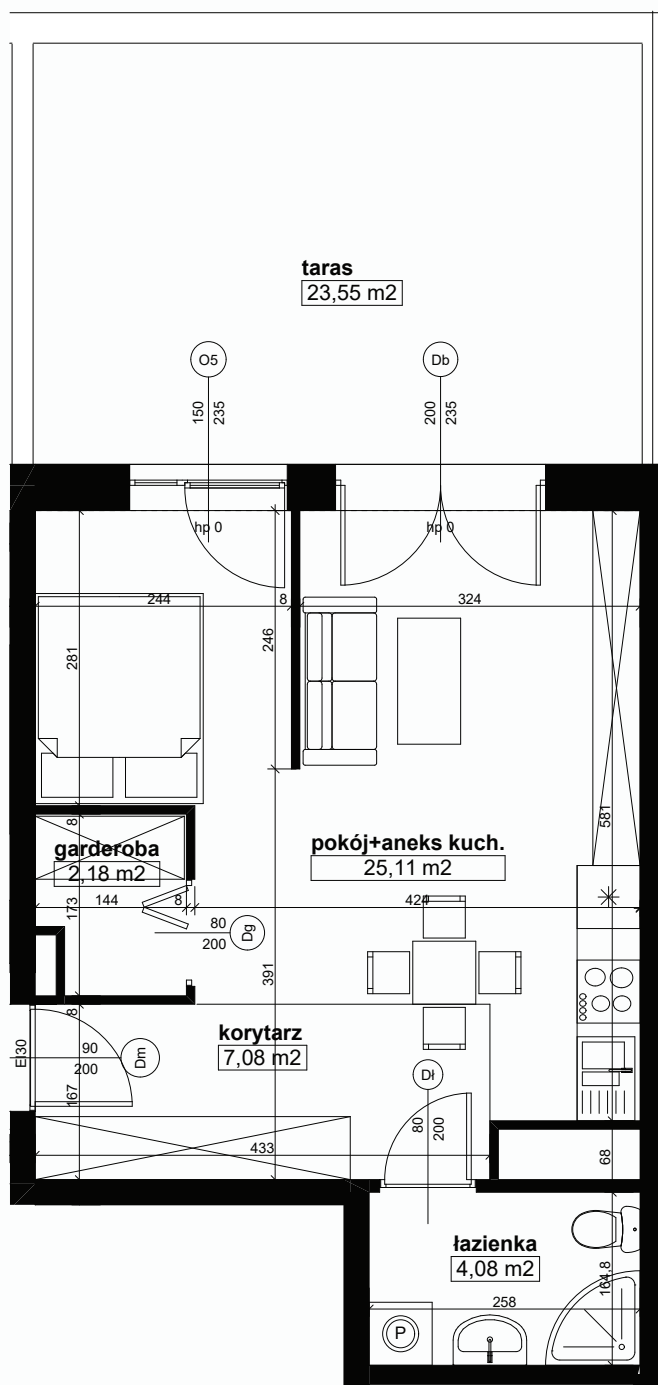 taras
23,55 m2
O5
Db
150
235
200
235
hp 0
hp 0
244
8
324
281
246
581
8
garderoba
2,18 m2
pokój+aneks kuch.
25,11 m2
144
8
424
173
80
200
Dg
391
8
korytarz
7,08 m2
EI30
90
200
Dm
Dł
167
80
200
433
68
łazienka
4,08 m2
164,8
258
P